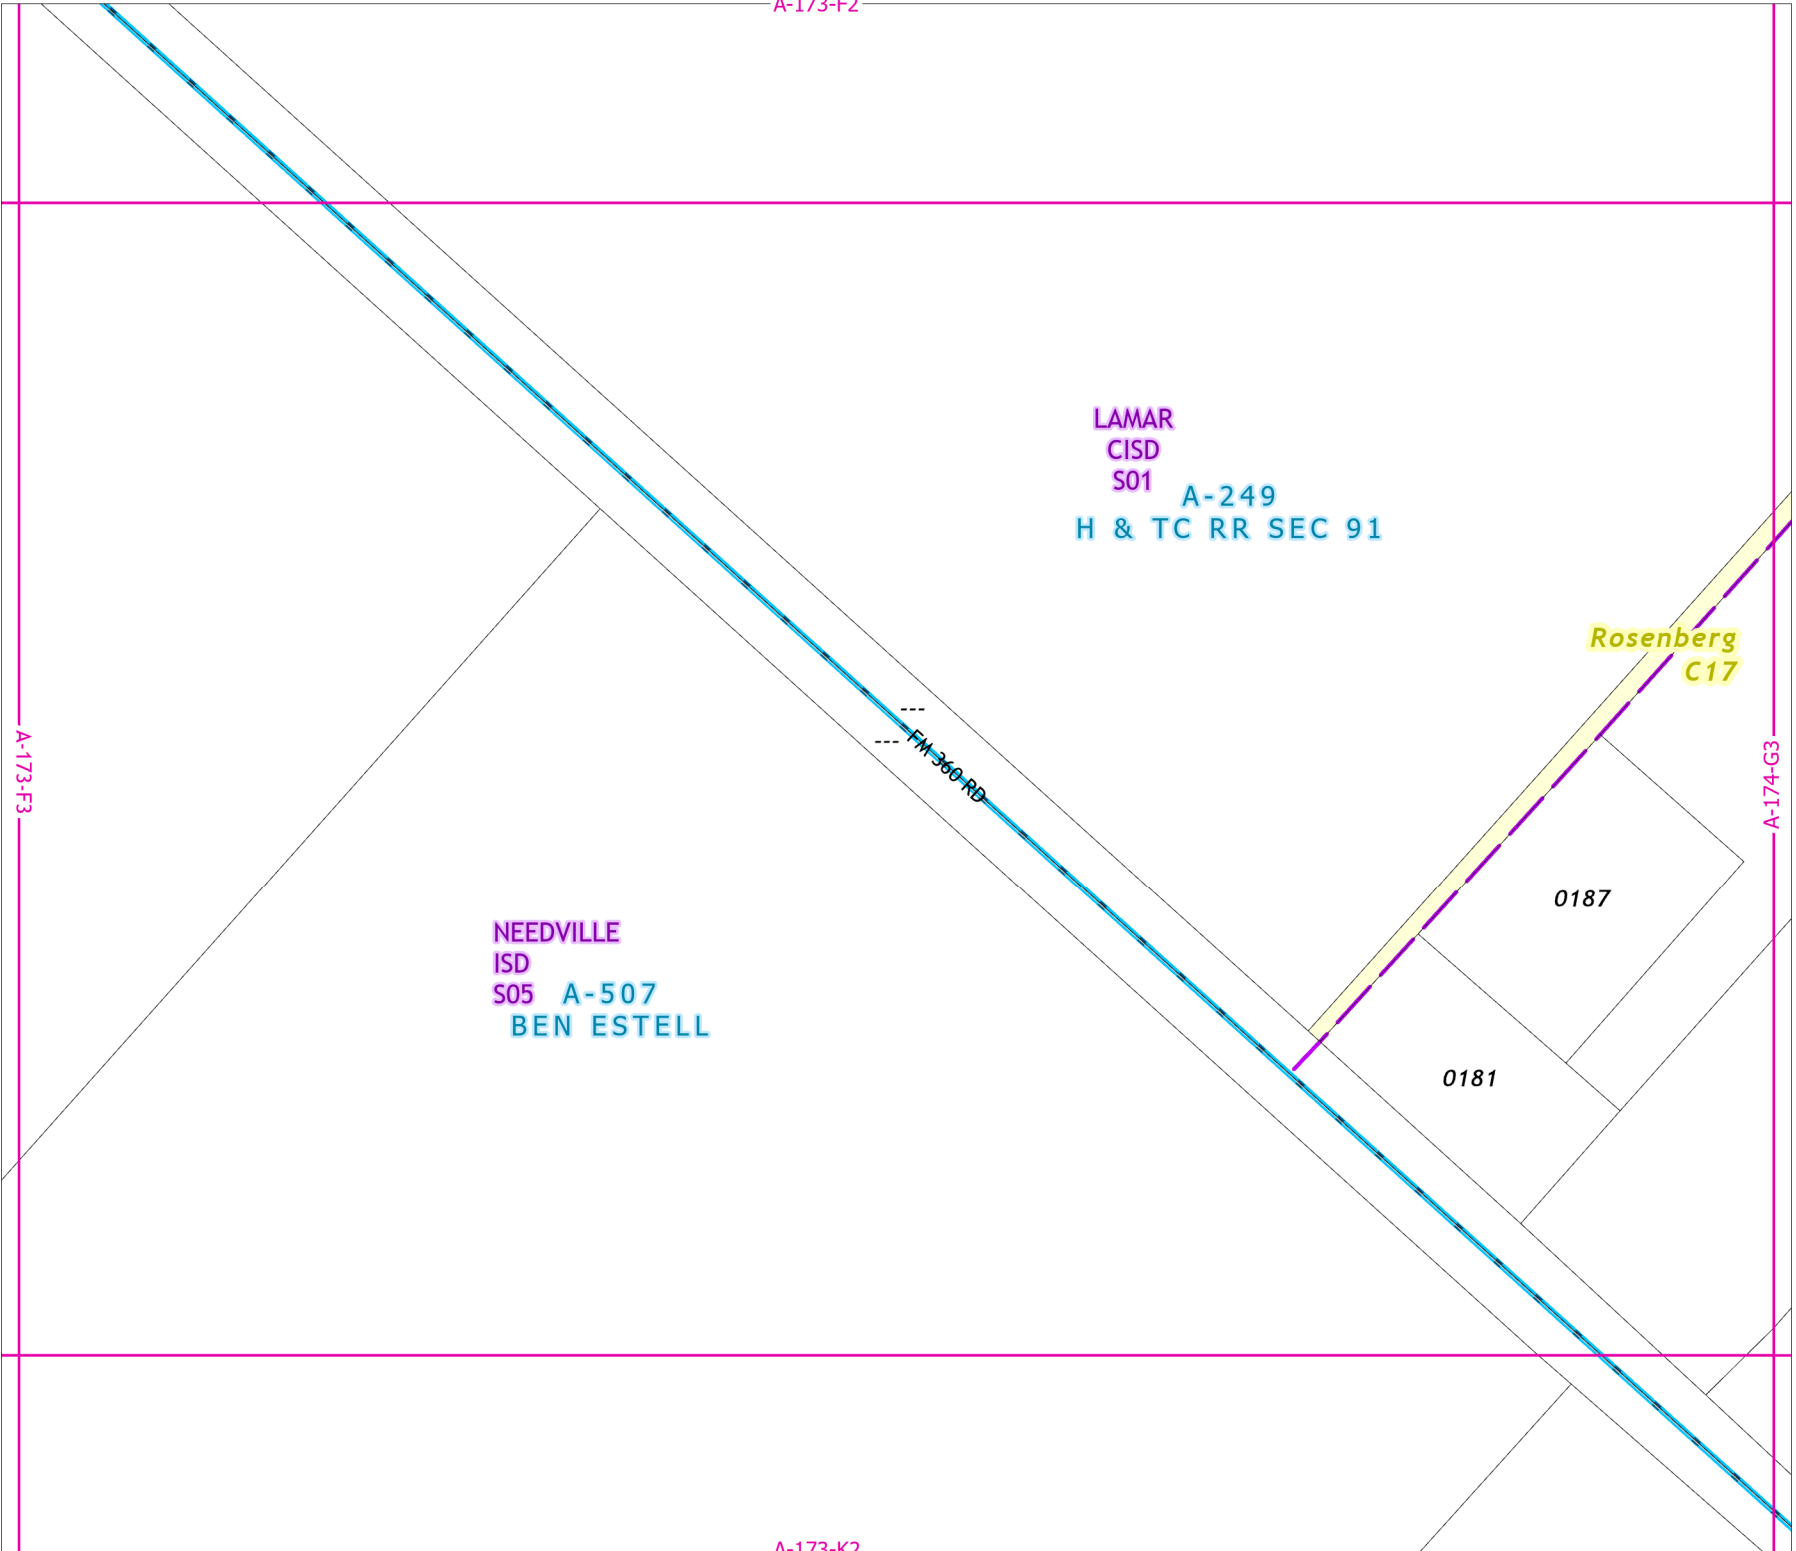 A-173-F2
LAMAR
CISD
S01
A-249
H & TC RR SEC 91
Rosenberg
C17
---
---
FM 360 RD
A-173-F3
A-174-G3
0187
NEEDVILLE
ISD
S05
A-507
BEN ESTELL
0181
A-173-K2